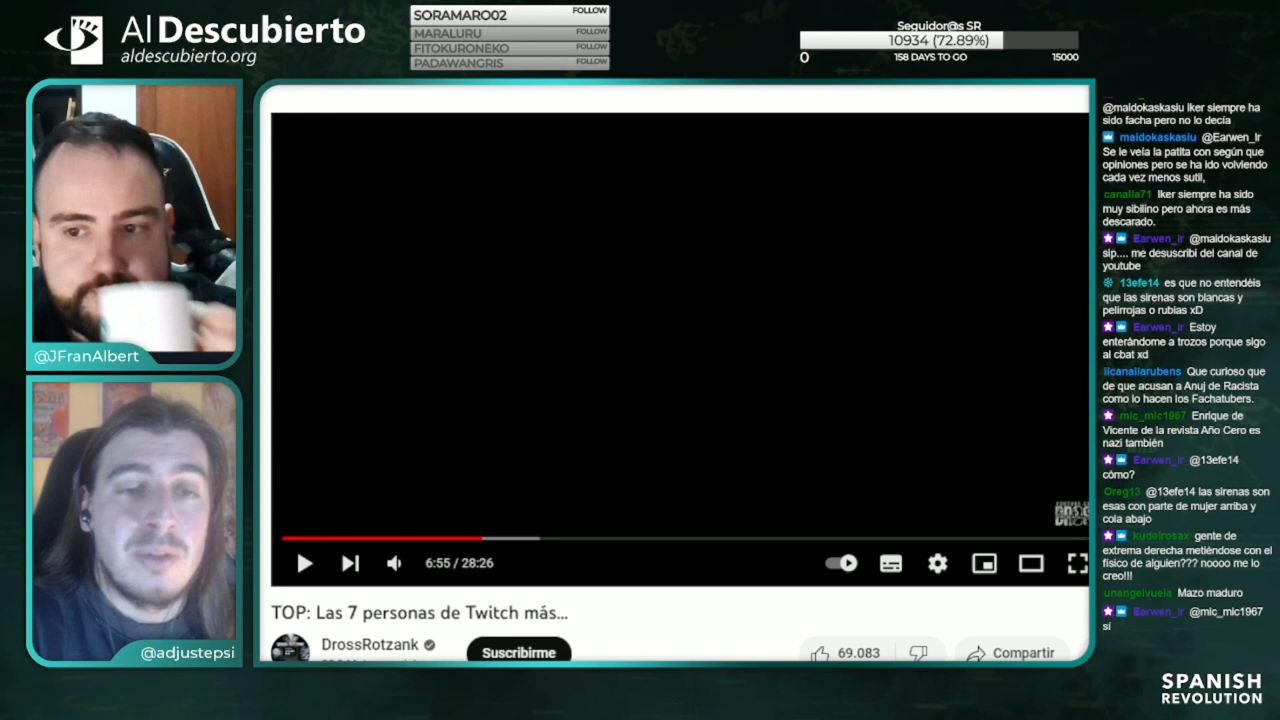 Al Descubierto
aldescubierto.org
SORAMARO02 FOLLOW
MARALURU FOLLOW
FITOKURONEKO FOLLOW
PADAWANGRIS FOLLOW
Seguidor@s SR
10934 (72.89%)
0 158 DAYS TO GO 15000
@JFranAlbert
@adjustepsi
6:55 / 28:26
TOP: Las 7 personas de Twitch más...
DrossRotzank
Suscribirme
69.083
Compartir
@maidokaskasiu Iker siempre ha
sido facha pero no lo decía
maidokaskasiu @Earwen_Ir
Se le veía la patita con según que
opiniones pero se ha ido volviendo
cada vez menos sutil,
canalla71 Iker siempre ha sido
muy sibilino pero ahora es más
descarado.
Earwen_Ir @maidokaskasiu
sip.... me desuscribi del canal de
youtube
13efe14 es que no entendéis
que las sirenas son blancas y
pelirrojas o rubias xD
Earwen_Ir Estoy
enterándome a trozos porque sigo
al cbat xd
ilcanallarubens Que curioso que
de que acusan a Anuj de Racista
como lo hacen los Fachatubers.
mic_mic1967 Enrique de
Vicente de la revista Año Cero es
nazi también
Earwen_Ir @13efe14
cómo?
Oreg13 @13efe14 las sirenas son
esas con parte de mujer arriba y
cola abajo
kudelrosax gente de
extrema derecha metiéndose con el
físico de alguien??? noooo me lo
creo!!!
unangelvuela Mazo maduro
Earwen_Ir @mic_mic1967
sí
SPANISH
REVOLUTION